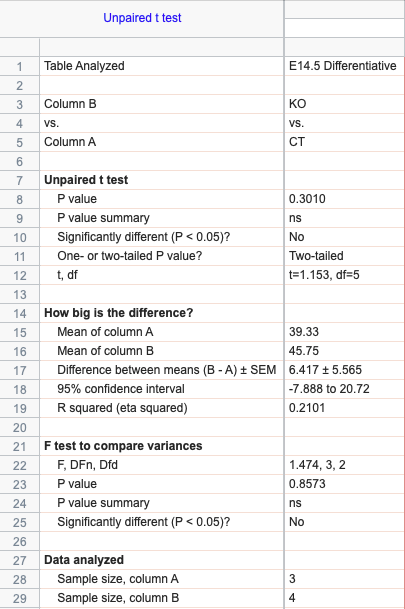 Unpaired t test
1 Table Analyzed E14.5 Differentiative
2
3 Column B KO
4 vs. vs.
5 Column A CT
6
7 Unpaired t test
8 P value 0.3010
9 P value summary ns
10 Significantly different (P < 0.05)? No
11 One- or two-tailed P value? Two-tailed
12 t, df t=1.153, df=5
13
14 How big is the difference?
15 Mean of column A 39.33
16 Mean of column B 45.75
17 Difference between means (B - A) ± SEM 6.417 ± 5.565
18 95% confidence interval -7.888 to 20.72
19 R squared (eta squared) 0.2101
20
21 F test to compare variances
22 F, DFn, Dfd 1.474, 3, 2
23 P value 0.8573
24 P value summary ns
25 Significantly different (P < 0.05)? No
26
27 Data analyzed
28 Sample size, column A 3
29 Sample size, column B 4